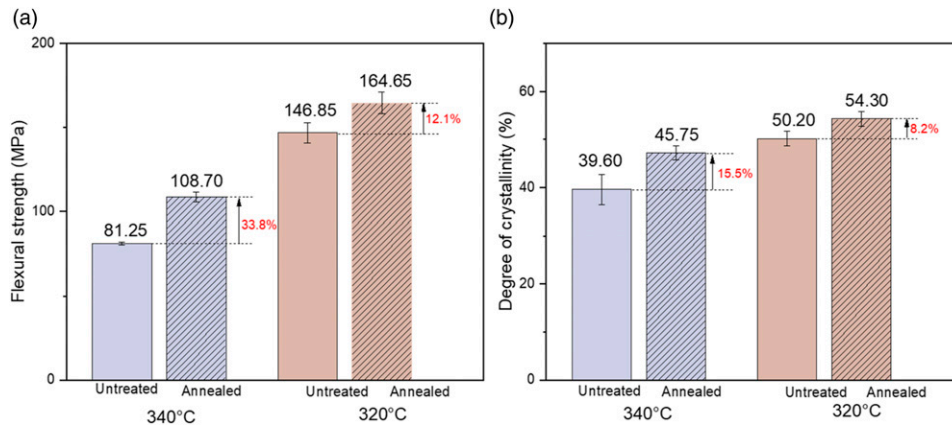 (a)
Flexural strength (MPa)
200
100
0
81.25
108.70
33.8%
146.85
164.65
12.1%
Untreated Annealed
Untreated Annealed
340°C
320°C
(b)
Degree of crystallinity (%)
60
40
20
0
39.60
45.75
15.5%
50.20
54.30
8.2%
Untreated Annealed
Untreated Annealed
340°C
320°C